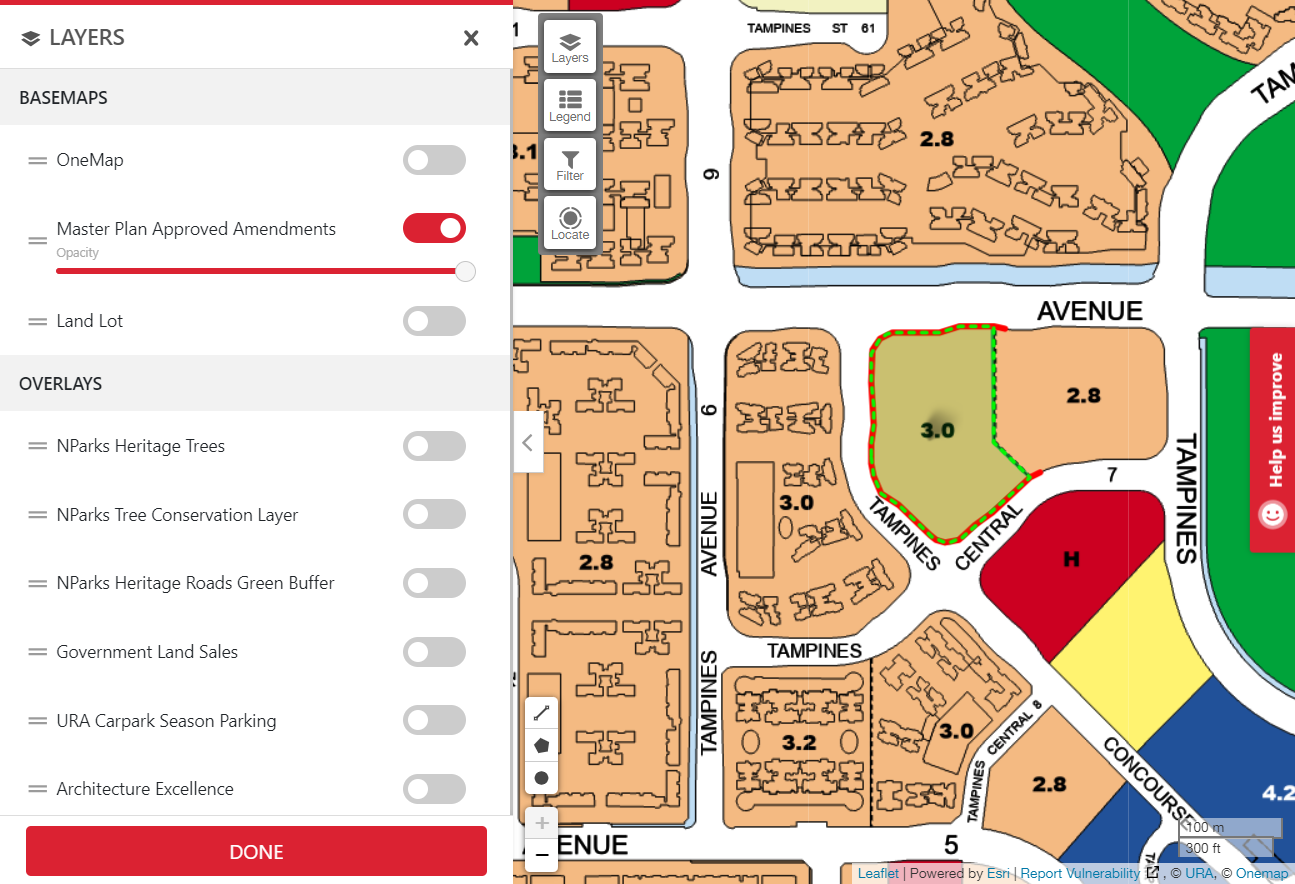 LAYERS
BASEMAPS
OneMap
Master Plan Approved Amendments
Opacity
Land Lot
OVERLAYS
NParks Heritage Trees
NParks Tree Conservation Layer
NParks Heritage Roads Green Buffer
Government Land Sales
URA Carpark Season Parking
Architecture Excellence
DONE
Layers
Legend
Filter
Locate
TAMPINES ST 61
1
.1
9
2.8
TAM
AVENUE
2.8
3.0
7
TAMPINES
Help us improve
6
3.0
AVENUE
TAMPINES
CENTRAL
2.8
H
TAMPINES
TAMPINES
3.2
3.0
TAMPINES CENTRAL 8
2.8
CONCOURSE
4.2
AVENUE
5
100 m
300 ft
Leaflet | Powered by Esri | Report Vulnerability , © URA, © Onemap